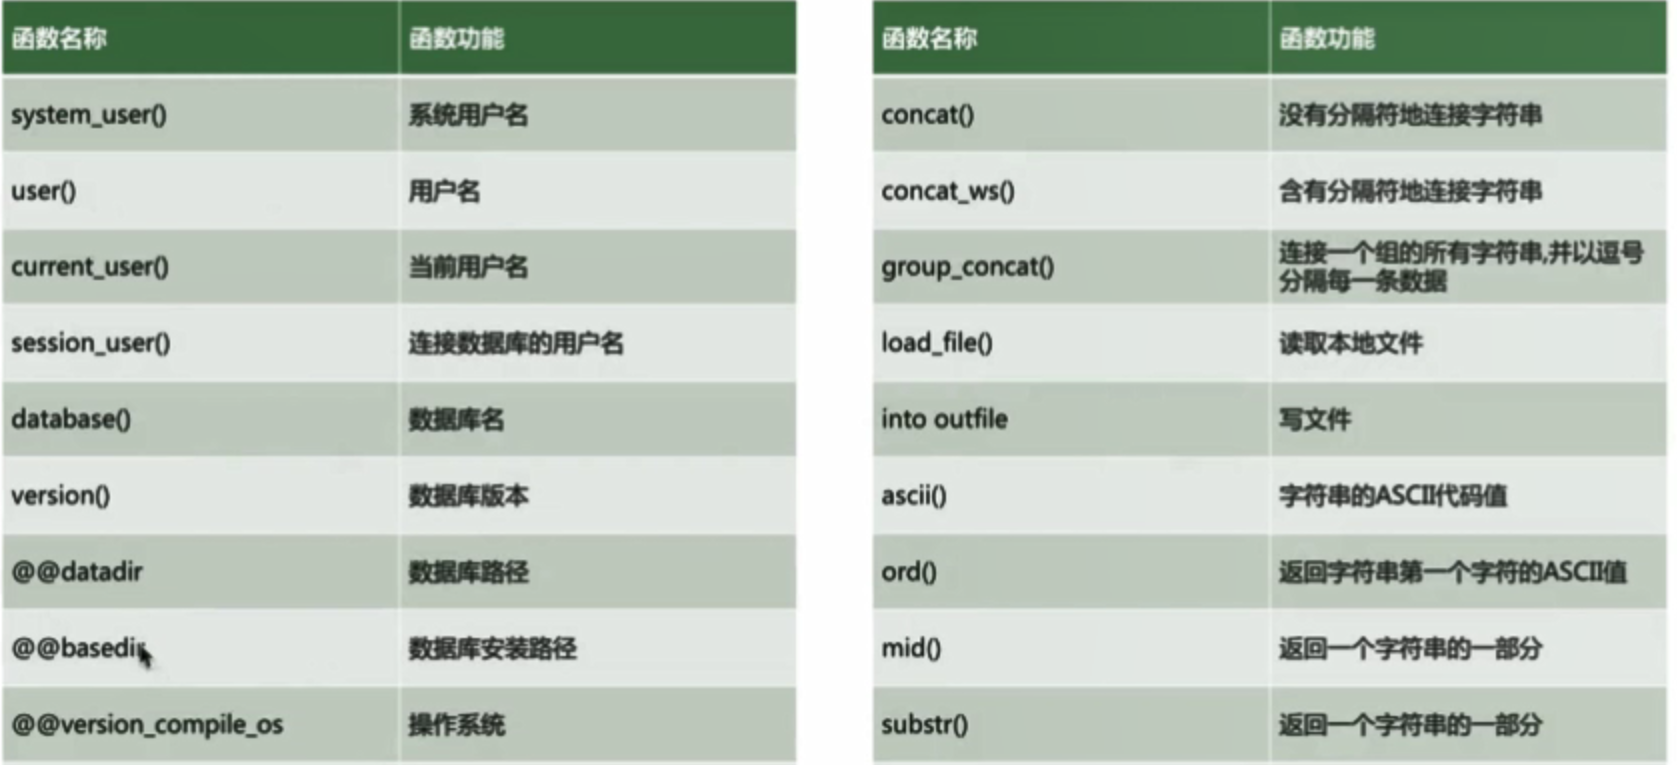 函数名称 函数功能
system_user() 系统用户名
user() 用户名
current_user() 当前用户名
session_user() 连接数据库的用户名
database() 数据库名
version() 数据库版本
@@datadir 数据库路径
@@basedir 数据库安装路径
@@version_compile_os 操作系统
函数名称 函数功能
concat() 没有分隔符地连接字符串
concat_ws() 含有分隔符地连接字符串
group_concat() 连接一个组的所有字符串,并以逗号
分隔每一条数据
load_file() 读取本地文件
into outfile 写文件
ascii() 字符串的ASCII代码值
ord() 返回字符串第一个字符的ASCII值
mid() 返回一个字符串的一部分
substr() 返回一个字符串的一部分